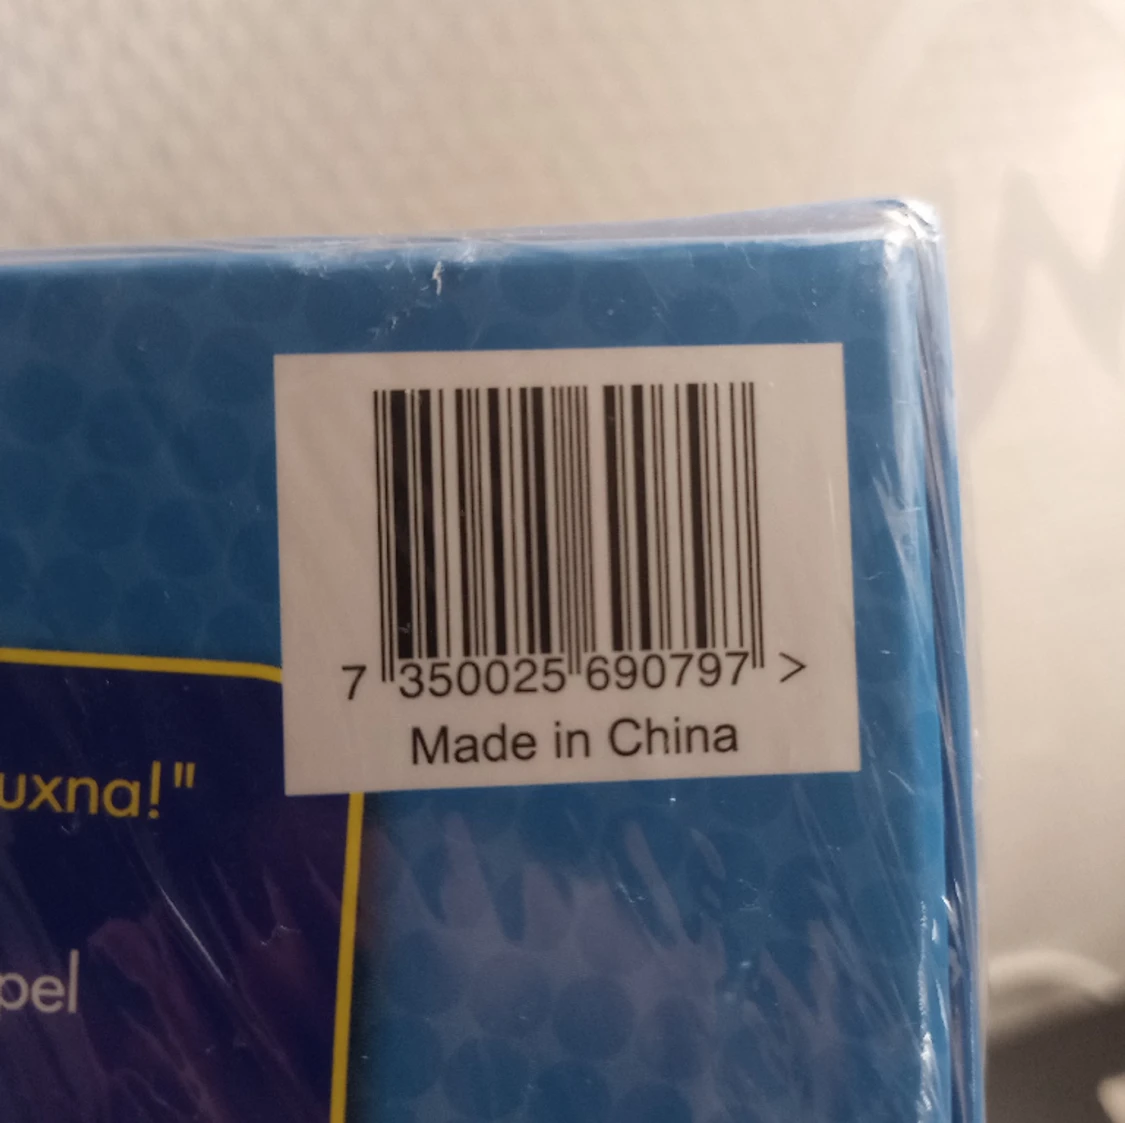 7 350025 690797 >
Made in China
uxna!"
pel